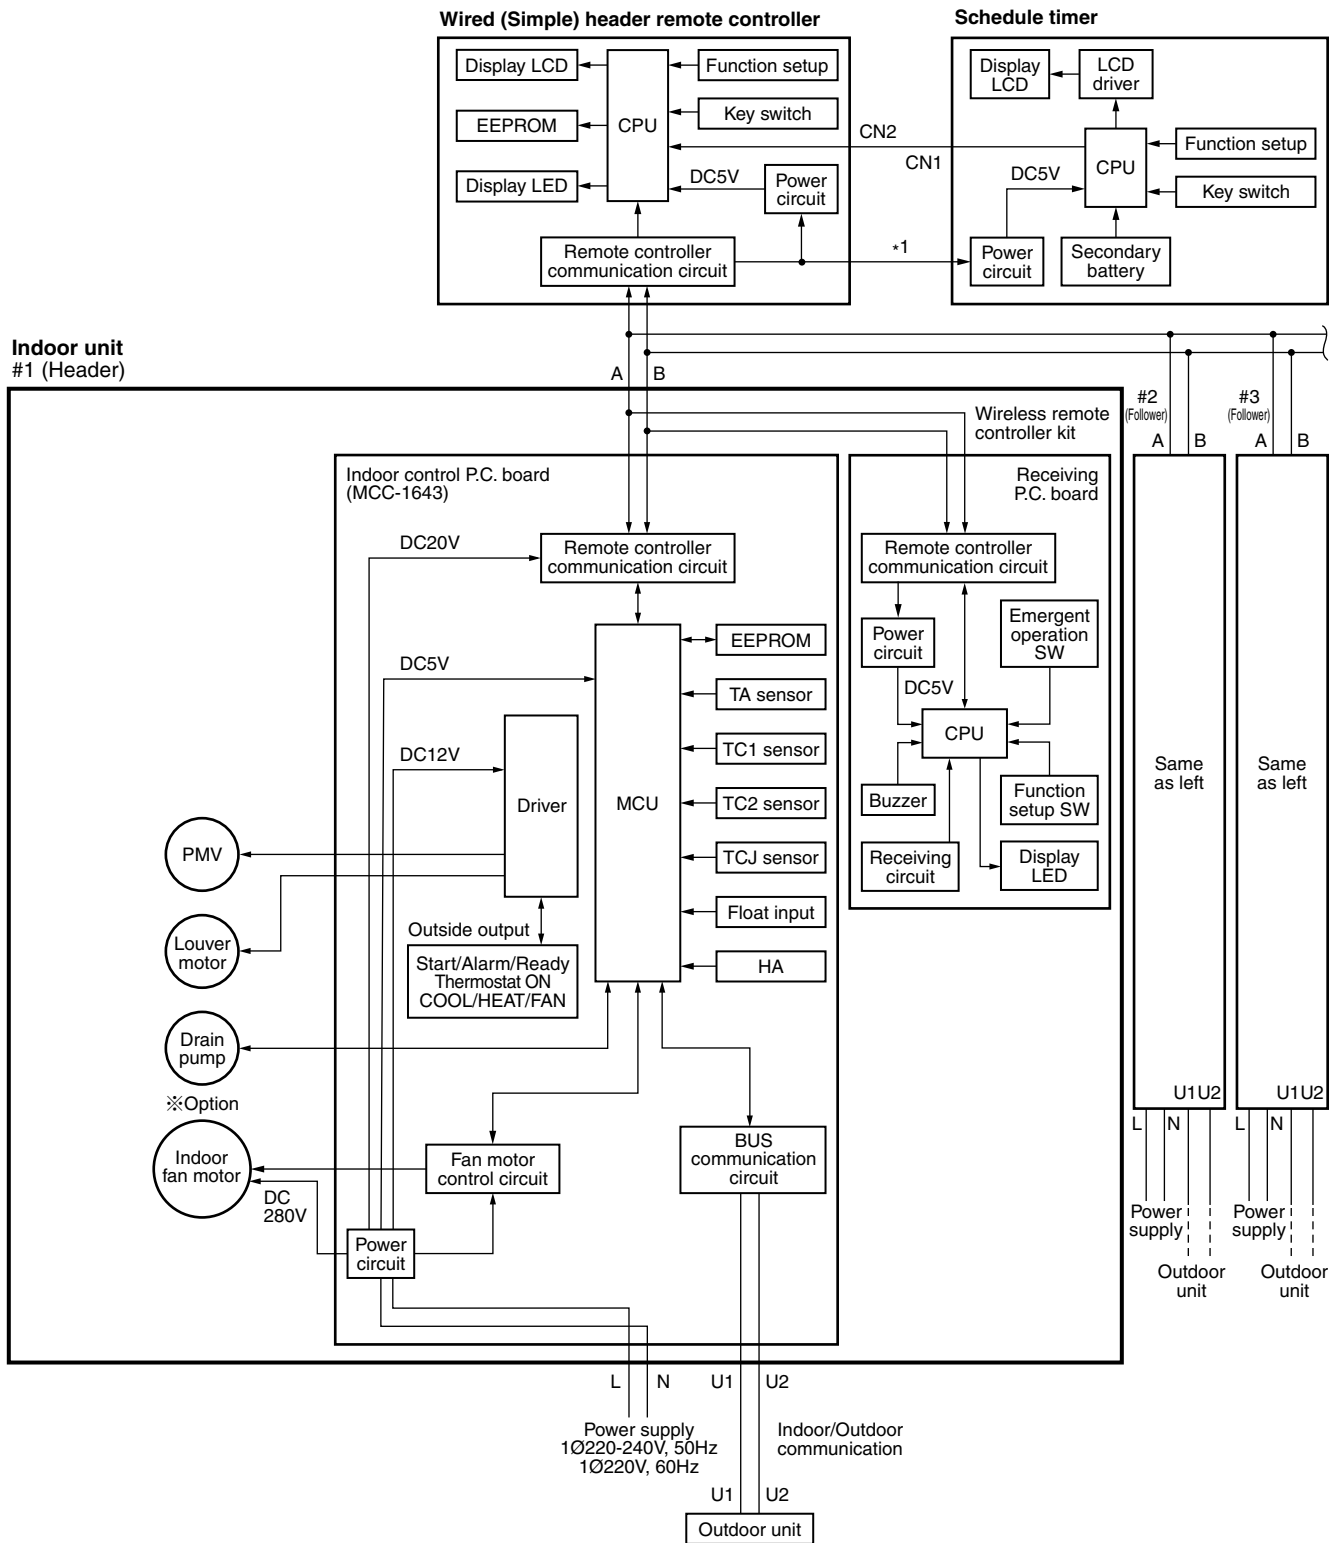 Wired (Simple) header remote controller
Display LCD
EEPROM
Display LED
CPU
Function setup
Key switch
DC5V
Power
circuit
Remote controller
communication circuit
CN2
CN1
*1
Schedule timer
Display
LCD
LCD
driver
CPU
Function setup
Key switch
DC5V
Power
circuit
Secondary
battery
Indoor unit
#1 (Header)
A
B
Wireless remote
controller kit
Indoor control P.C. board
(MCC-1643)
DC20V
Remote controller
communication circuit
DC5V
DC12V
Driver
MCU
EEPROM
TA sensor
TC1 sensor
TC2 sensor
TCJ sensor
Float input
HA
Outside output
Start/Alarm/Ready
Thermostat ON
COOL/HEAT/FAN
PMV
Louver
motor
Drain
pump
※Option
Indoor
fan motor
DC
280V
Fan motor
control circuit
Power
circuit
BUS
communication
circuit
Receiving
P.C. board
Remote controller
communication circuit
Power
circuit
Emergent
operation
SW
DC5V
CPU
Buzzer
Function
setup SW
Receiving
circuit
Display
LED
#2
(Follower)
A
B
Same
as left
U1U2
L
N
Power
supply
Outdoor
unit
#3
(Follower)
A
B
Same
as left
U1U2
L
N
Power
supply
Outdoor
unit
L
N
U1
U2
Power supply
1Ø220-240V, 50Hz
1Ø220V, 60Hz
Indoor/Outdoor
communication
U1
U2
Outdoor unit